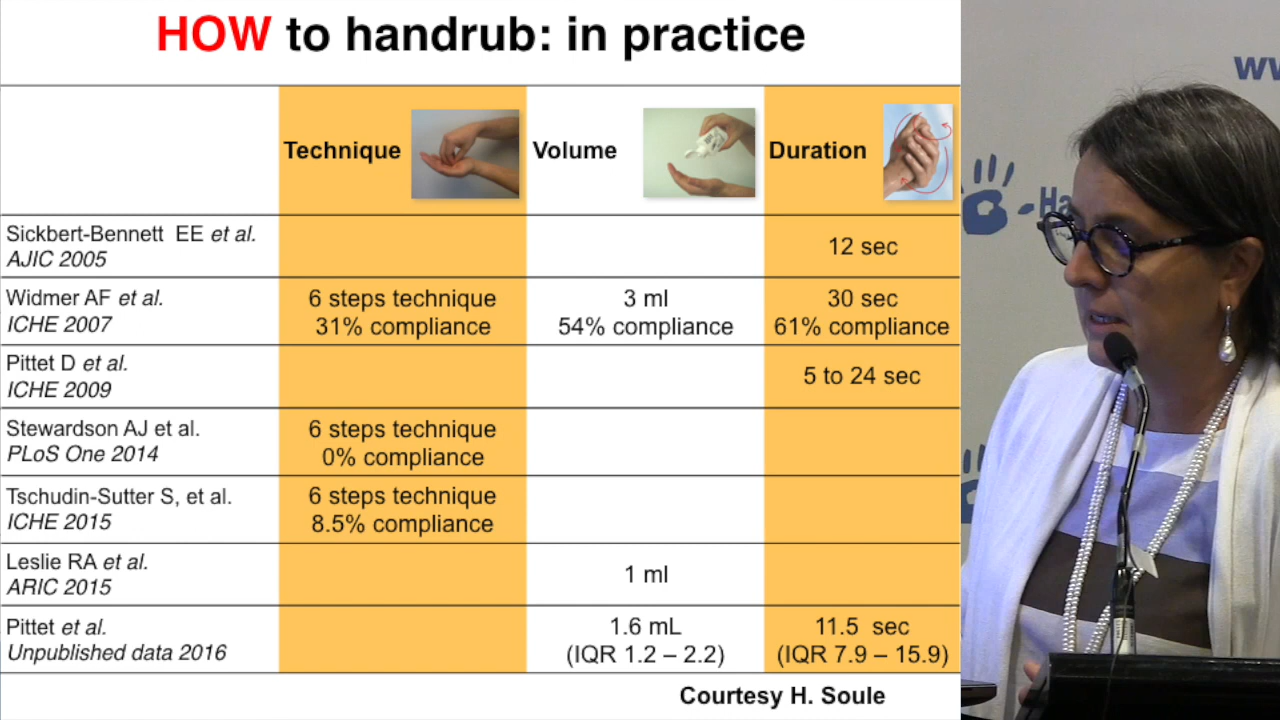 HOW to handrub: in practice
Technique Volume Duration
Sickbert-Bennett EE et al.
AJIC 2005
12 sec
Widmer AF et al.
ICHE 2007
6 steps technique
31% compliance
3 ml
54% compliance
30 sec
61% compliance
Pittet D et al.
ICHE 2009
5 to 24 sec
Stewardson AJ et al.
PLoS One 2014
6 steps technique
0% compliance
Tschudin-Sutter S, et al.
ICHE 2015
6 steps technique
8.5% compliance
Leslie RA et al.
ARIC 2015
1 ml
Pittet et al.
Unpublished data 2016
1.6 mL
(IQR 1.2 – 2.2)
11.5 sec
(IQR 7.9 – 15.9)
Courtesy H. Soule